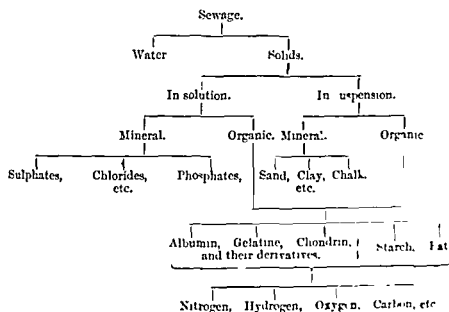 Sewage.
Water Solids.
In solution. In uspension.
Mineral. Organic. Mineral. Organic
Sulphates, Chlorides, Phosphates, Sand, Clay, Chalk.
etc. etc.
Albumin, Gelatine, Chondrin, Starch. Fat
and their derivatives.
Nitrogen, Hydrogen, Oxygen, Carbon, etc